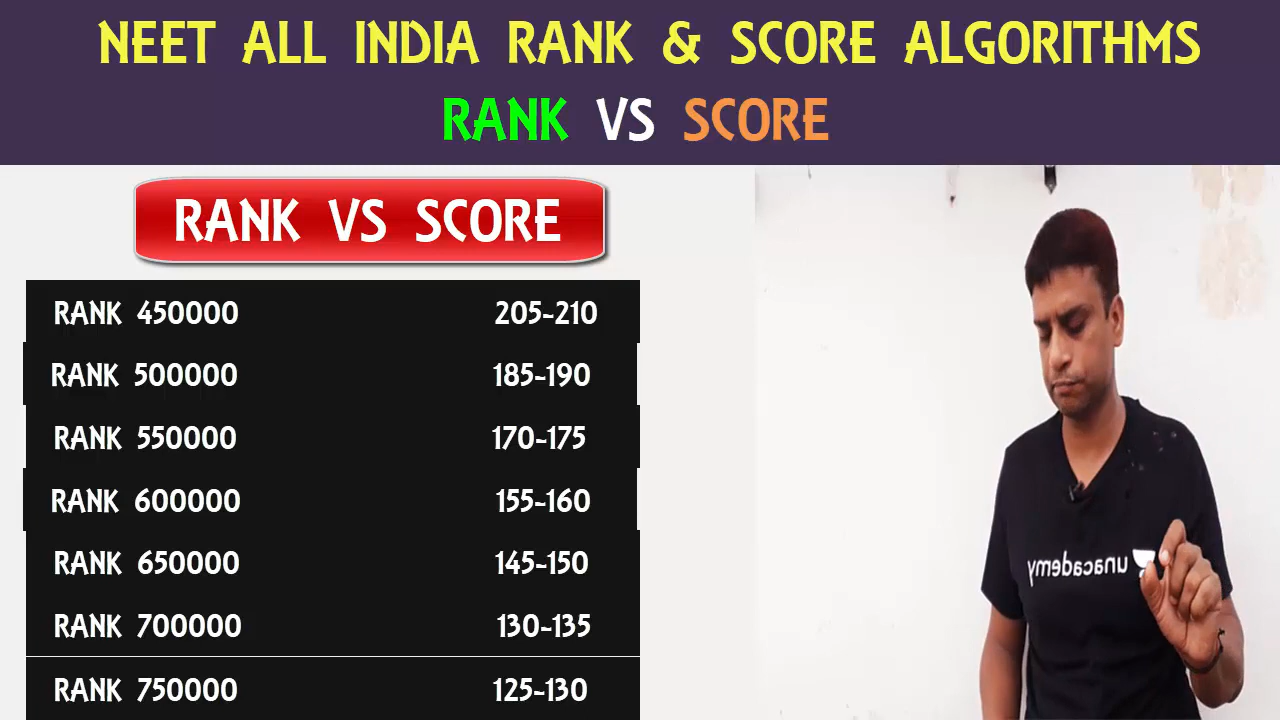 NEET ALL INDIA RANK & SCORE ALGORITHMS
RANK VS SCORE
RANK VS SCORE
RANK 450000 205-210
RANK 500000 185-190
RANK 550000 170-175
RANK 600000 155-160
RANK 650000 145-150
RANK 700000 130-135
RANK 750000 125-130
unacademy